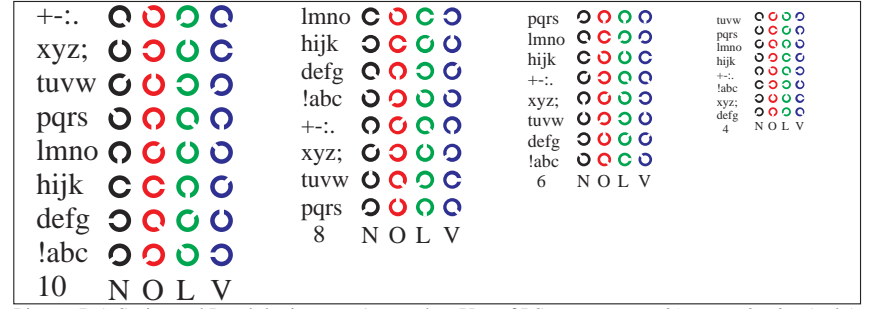 +-:.
xyz;
tuvw
pqrs
lmno
hijk
defg
!abc
10 N O L V
lmno
hijk
defg
!abc
+-:.
xyz;
tuvw
pqrs
8 N O L V
pqrs
lmno
hijk
+-:.
xyz;
tuvw
defg
!abc
6 N O L V
tuvw
pqrs
lmno
hijk
+-:.
!abc
xyz;
defg
4 N O L V